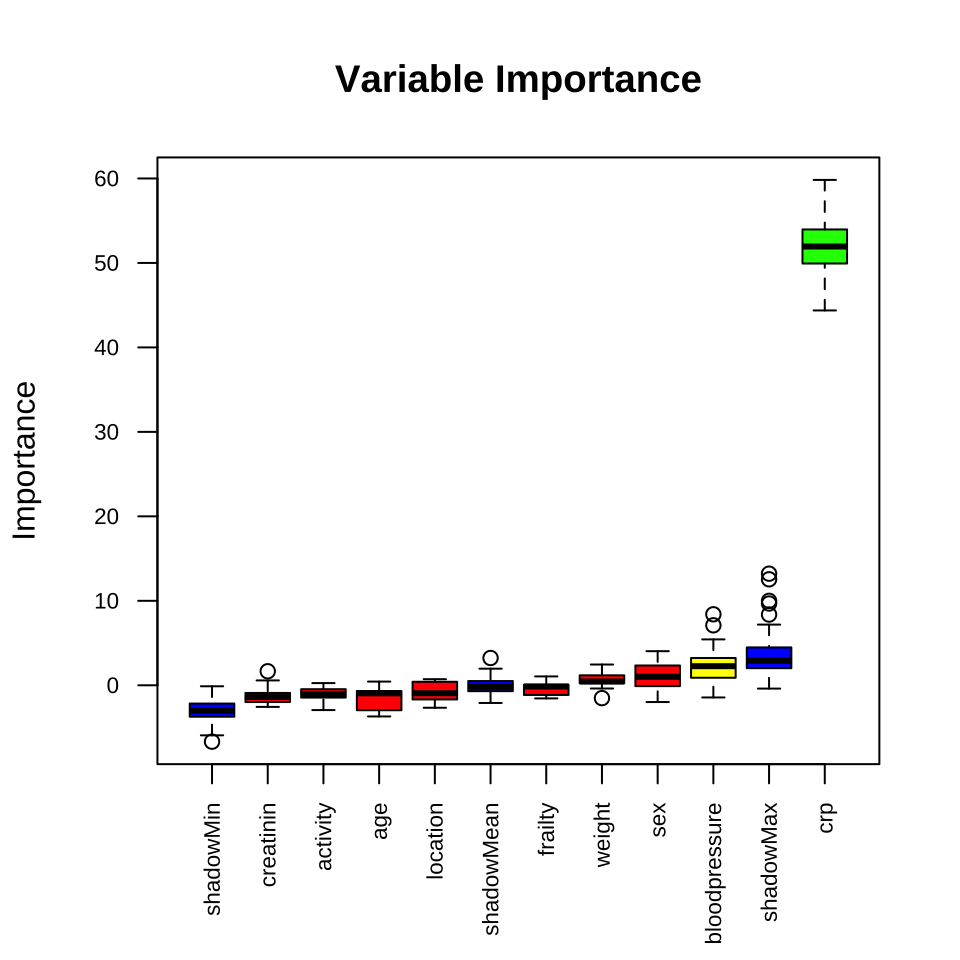 Variable Importance
Importance
60
50
40
30
20
10
0
shadowMin
creatinin
activity
age
location
shadowMean
frailty
weight
sex
bloodpressure
shadowMax
crp